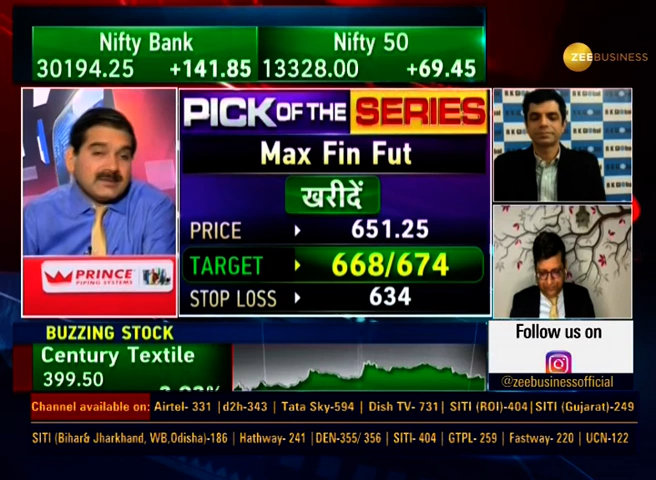 Nifty Bank
30194.25 +141.85
Nifty 50
13328.00 +69.45
ZEEBUSINESS
PICK OF THE SERIES
Max Fin Fut
खरीदें
PRICE 651.25
TARGET 668/674
STOP LOSS 634
PRINCE
PIPING SYSTEMS
BUZZING STOCK
Century Textile
399.50
Follow us on
@zeebusinessofficial
Channel available on: Airtel- 331 |d2h-343 | Tata Sky-594 | Dish TV- 731| SITI (ROI)-404|SITI (Gujarat)-249
SITI (Bihar& Jharkhand, WB,Odisha)-186 | Hathway- 241 |DEN-355/ 356 | SITI- 404 | GTPL- 259 | Fastway- 220 | UCN-122